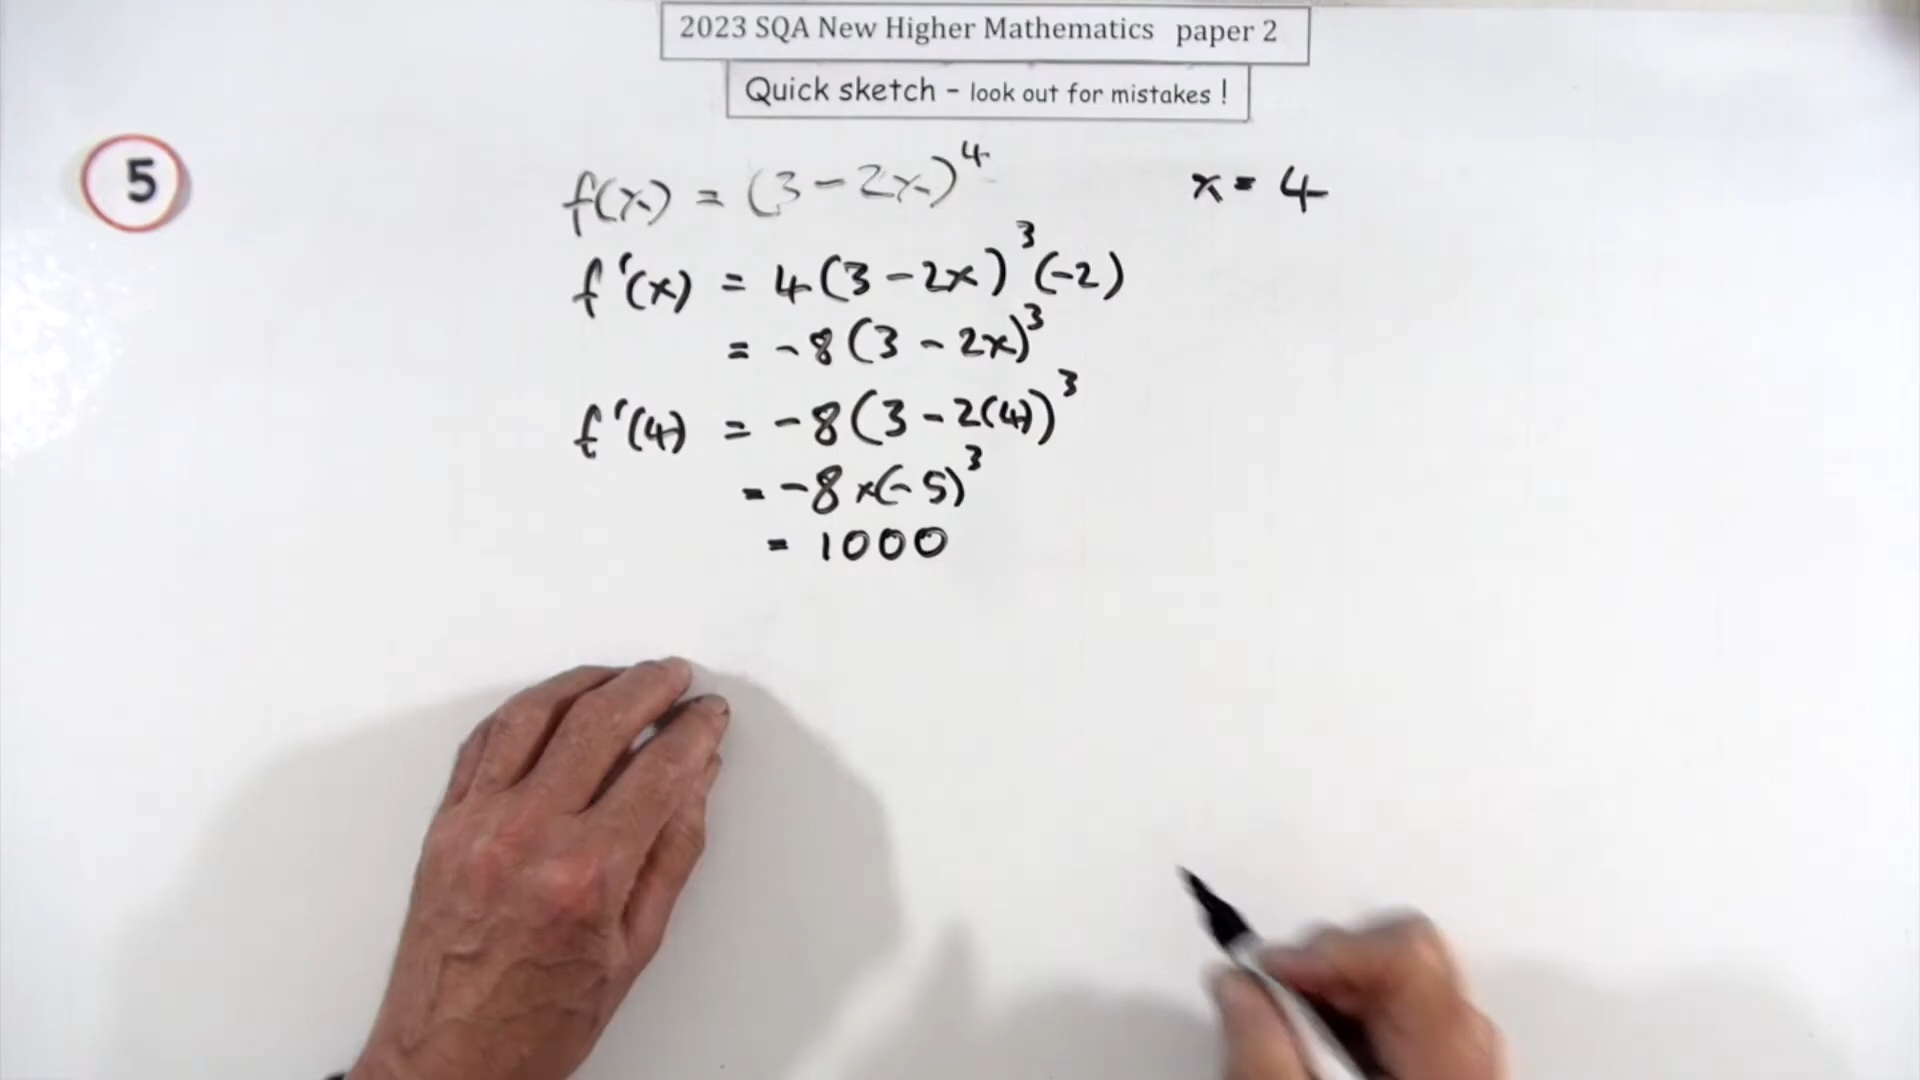 2023 SQA New Higher Mathematics paper 2
Quick sketch – look out for mistakes !
5
f(x) = (3 - 2x)⁴ x = 4
f'(x) = 4(3 - 2x)³(-2)
= -8(3 - 2x)³
f'(4) = -8(3 - 2(4))³
= -8 ×(-5)³
= 1000